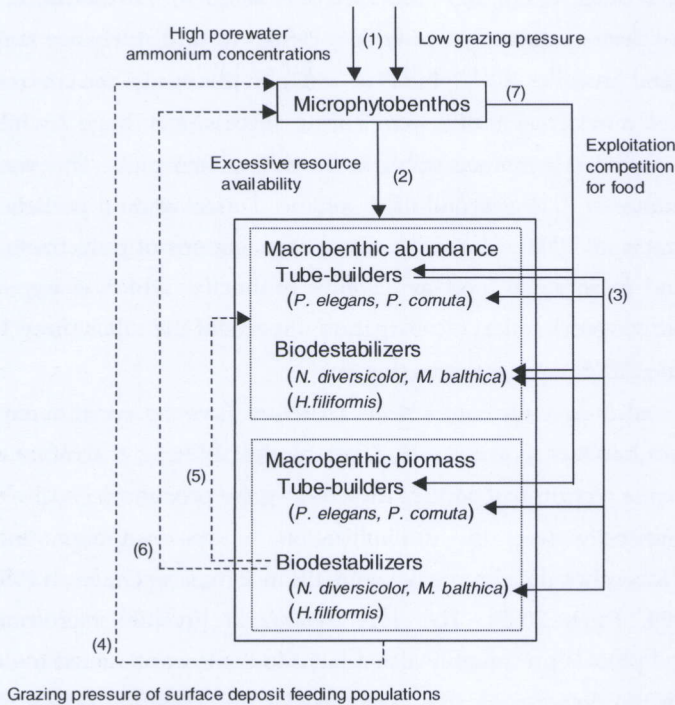 High porewater
ammonium concentrations
(1)
Low grazing pressure
Microphytobenthos
(7)
Excessive resource
availability
(2)
Exploitation
competition
for food
Macrobenthic abundance
Tube-builders
(P. elegans, P. cornuta)
(3)
Biodestabilizers
(N. diversicolor, M. balthica)
(H.filiformis)
Macrobenthic biomass
Tube-builders
(P. elegans, P. cornuta)
(5)
(6)
Biodestabilizers
(N. diversicolor, M. balthica)
(H.filiformis)
(4)
Grazing pressure of surface deposit feeding populations